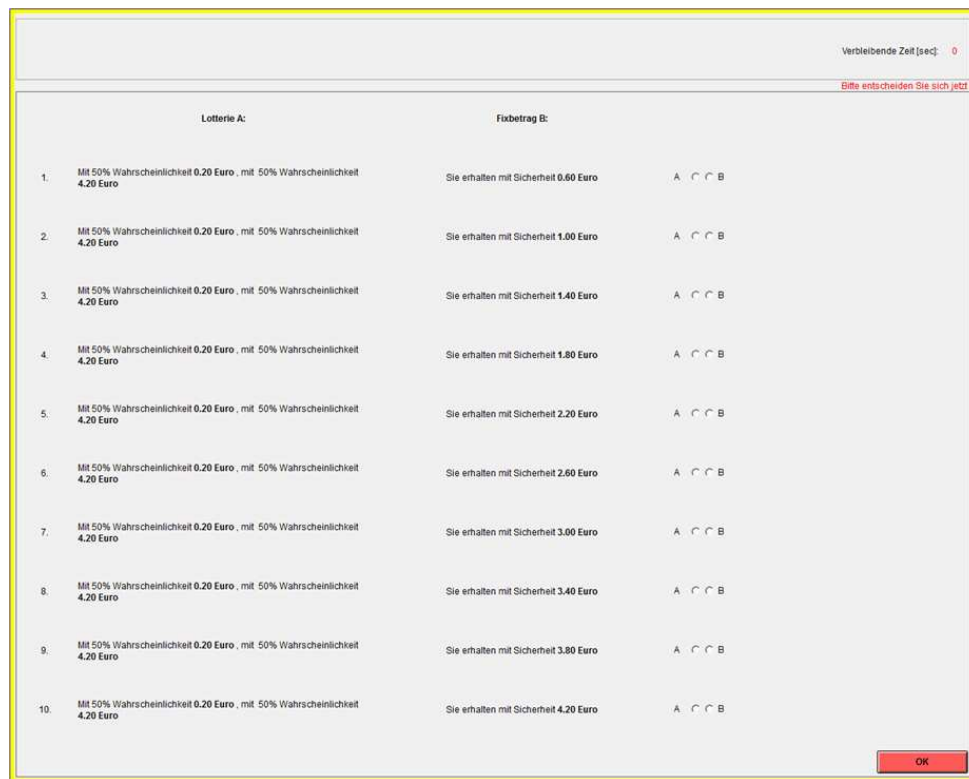 Verbleibende Zeit [sec]: 0
Bitte entscheiden Sie sich jetzt
Lotterie A: Fixbetrag B:
1. Mit 50% Wahrscheinlichkeit 0.20 Euro , mit 50% Wahrscheinlichkeit
4.20 Euro
Sie erhalten mit Sicherheit 0.60 Euro A B
2. Mit 50% Wahrscheinlichkeit 0.20 Euro , mit 50% Wahrscheinlichkeit
4.20 Euro
Sie erhalten mit Sicherheit 1.00 Euro A B
3. Mit 50% Wahrscheinlichkeit 0.20 Euro , mit 50% Wahrscheinlichkeit
4.20 Euro
Sie erhalten mit Sicherheit 1.40 Euro A B
4. Mit 50% Wahrscheinlichkeit 0.20 Euro , mit 50% Wahrscheinlichkeit
4.20 Euro
Sie erhalten mit Sicherheit 1.80 Euro A B
5. Mit 50% Wahrscheinlichkeit 0.20 Euro , mit 50% Wahrscheinlichkeit
4.20 Euro
Sie erhalten mit Sicherheit 2.20 Euro A B
6. Mit 50% Wahrscheinlichkeit 0.20 Euro , mit 50% Wahrscheinlichkeit
4.20 Euro
Sie erhalten mit Sicherheit 2.60 Euro A B
7. Mit 50% Wahrscheinlichkeit 0.20 Euro , mit 50% Wahrscheinlichkeit
4.20 Euro
Sie erhalten mit Sicherheit 3.00 Euro A B
8. Mit 50% Wahrscheinlichkeit 0.20 Euro , mit 50% Wahrscheinlichkeit
4.20 Euro
Sie erhalten mit Sicherheit 3.40 Euro A B
9. Mit 50% Wahrscheinlichkeit 0.20 Euro , mit 50% Wahrscheinlichkeit
4.20 Euro
Sie erhalten mit Sicherheit 3.80 Euro A B
10. Mit 50% Wahrscheinlichkeit 0.20 Euro , mit 50% Wahrscheinlichkeit
4.20 Euro
Sie erhalten mit Sicherheit 4.20 Euro A B
OK